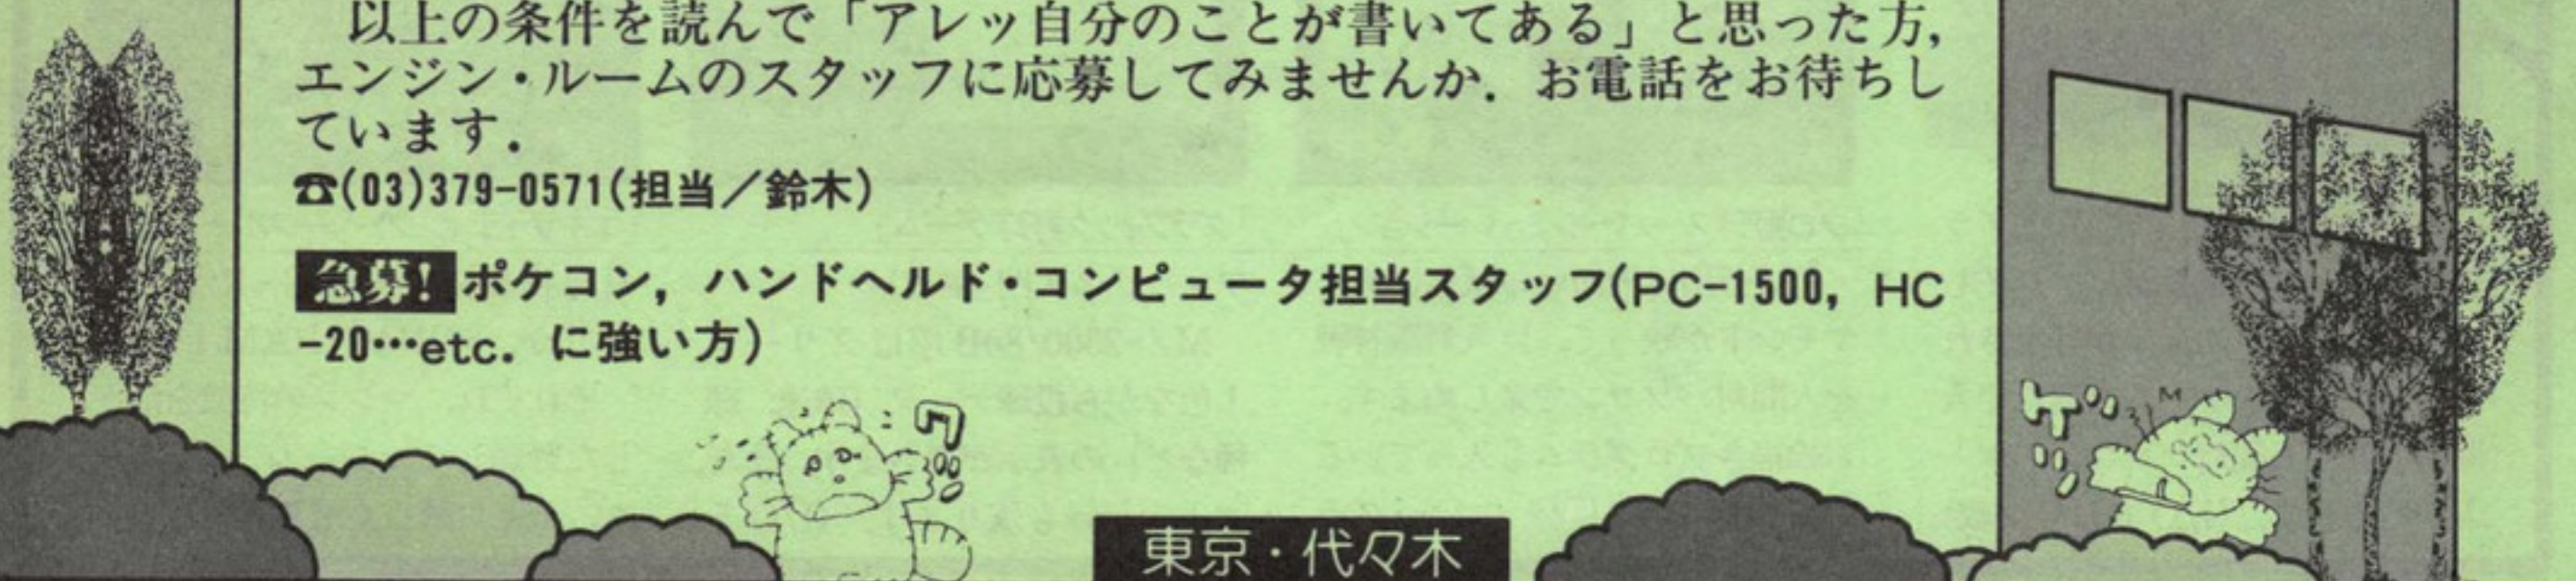 以上の条件を読んで「アレッ自分のことが書いてある」と思った方,
エンジン・ルームのスタッフに応募してみませんか. お電話をお待ちし
ています.
☎(03)379-0571(担当／鈴木)
急募!ポケコン, ハンドヘルド・コンピュータ担当スタッフ(PC-1500, HC
-20…etc. に強い方)
ゲ
東京・代々木